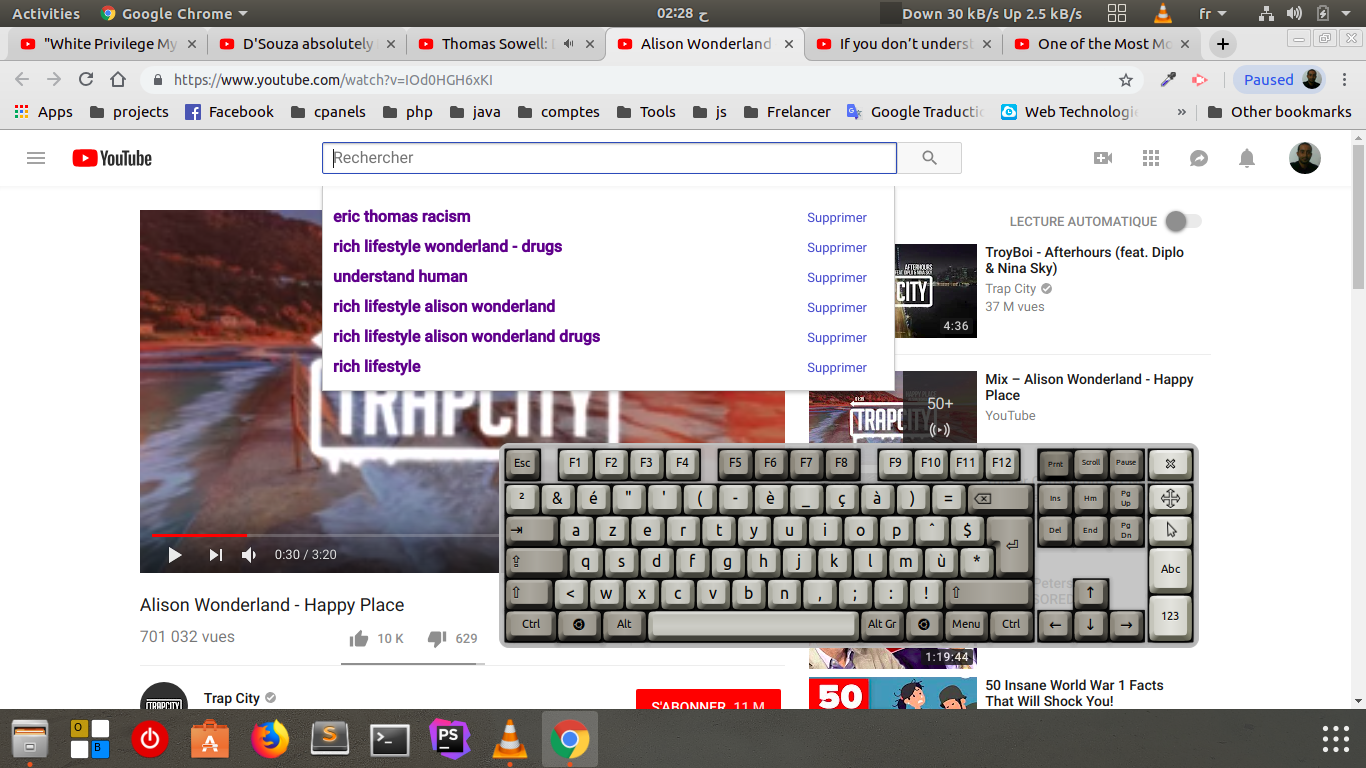 Activities Google Chrome 02:28 ح Down 30 kB/s Up 2.5 kB/s fr
"White Privilege My D'Souza absolutely Thomas Sowell: Alison Wonderland If you don't underst One of the Most Mo
https://www.youtube.com/watch?v=IOd0HGH6xKI Paused
Apps projects Facebook cpanels php java comptes Tools js Frelancer Google Traducti Web Technologie » Other bookmarks
YouTube Rechercher
eric thomas racism Supprimer
rich lifestyle wonderland - drugs Supprimer
understand human Supprimer
rich lifestyle alison wonderland Supprimer
rich lifestyle alison wonderland drugs Supprimer
rich lifestyle Supprimer
TRAPCITY
0:30 / 3:20
Alison Wonderland - Happy Place
701 032 vues 10 K 629
Trap City
S'ABONNER 11 M
LECTURE AUTOMATIQUE
AFTERHOURS
CITY
4:36
TroyBoi - Afterhours (feat. Diplo
& Nina Sky)
Trap City
37 M vues
TRAPCITY
50+
Mix – Alison Wonderland - Happy
Place
YouTube
Peters
SORED
1:19:44
50
50 Insane World War 1 Facts
That Will Shock You!
Esc F1 F2 F3 F4 F5 F6 F7 F8 F9 F10 F11 F12 Prnt Scroll Pause
² & é " ' ( - è _ ç à ) = Ins Hm Pg Up
a z e r t y u i o p ^ $ Del End Pg Dn
q s d f g h j k l m ù * Abc
< w x c v b n , ; : ! ↑
Ctrl Alt Alt Gr Menu Ctrl ← ↓ → 123
O
B
S
>_
PS